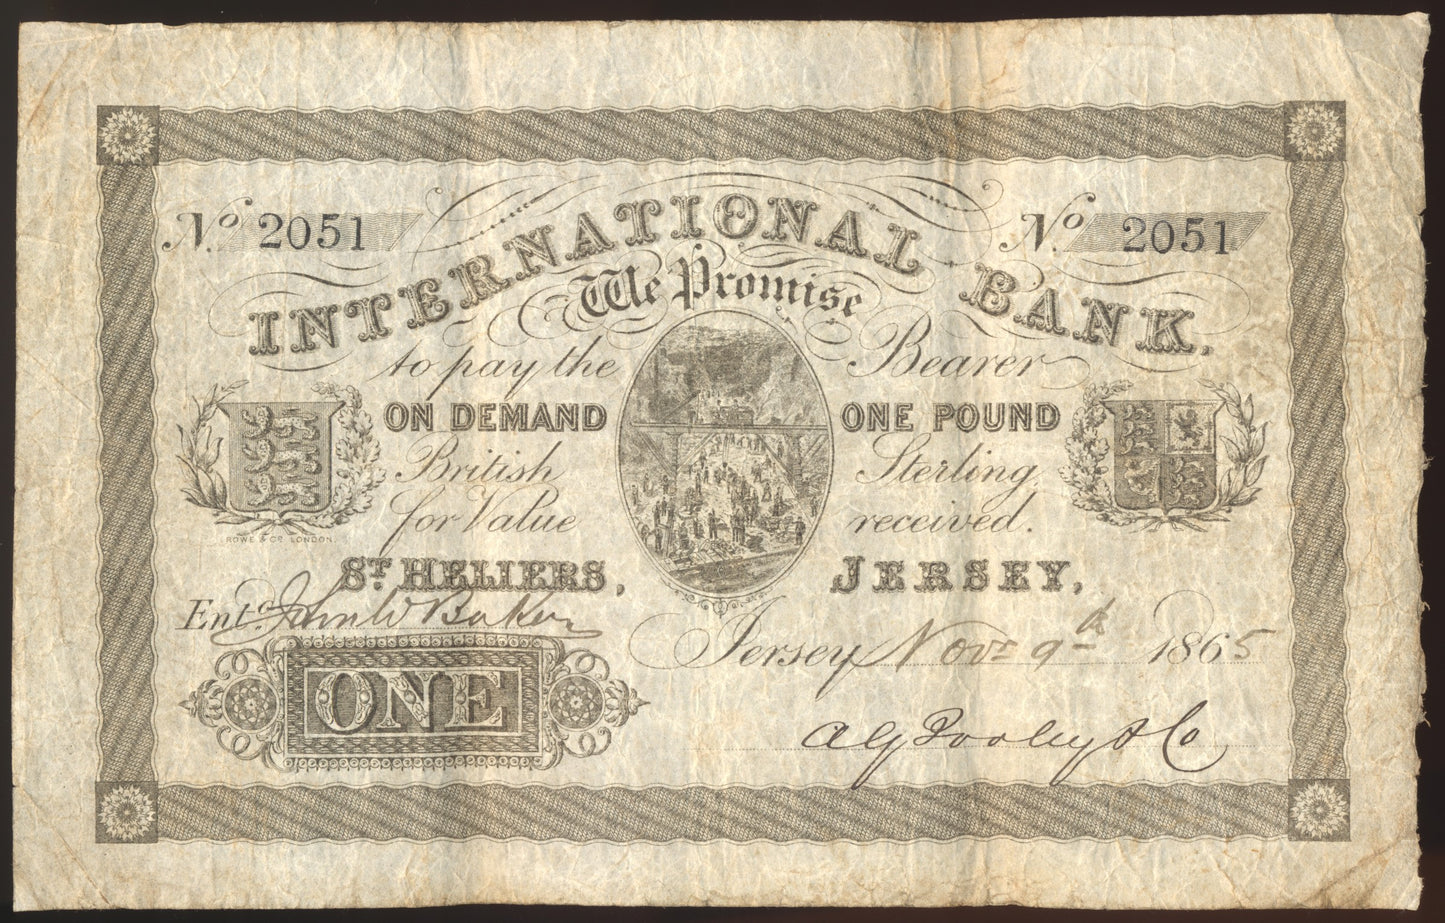 No. 2051
No. 2051
INTERNATIONAL BANK.
We Promise
to pay the Bearer
ON DEMAND ONE POUND
British Sterling
for Value received.
ROWE & Co. LONDON.
ST. HELIERS, JERSEY,
Entd. John W Baker
Jersey Novr 9th 1865
ONE
A G Pooley & Co